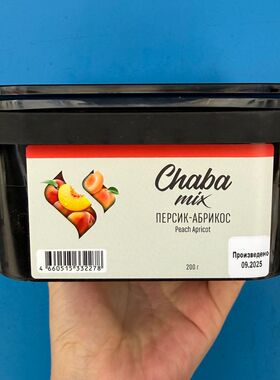 Chaba
mix
ПЕРСИК-АБРИКОС
Peach Apricot
Произведено
09.2025
200 г
4 660515 332278